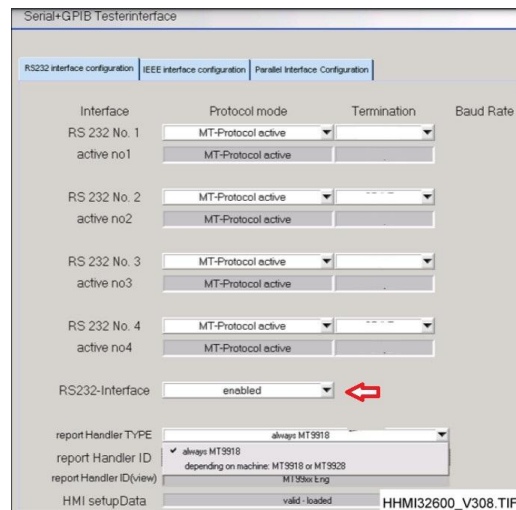 Serial+GPIB Testerinterface
RS232 interface configuration IEEE interface configuration Parallel Interface Configuration
Interface Protocol mode Termination Baud Rate
RS 232 No. 1 MT-Protocol active
active no1 MT-Protocol active
RS 232 No. 2 MT-Protocol active
active no2 MT-Protocol active
RS 232 No. 3 MT-Protocol active
active no3 MT-Protocol active
RS 232 No. 4 MT-Protocol active
active no4 MT-Protocol active
RS232-Interface enabled
report Handler TYPE always MT9918
✔ always MT9918
report Handler ID depending on machine: MT9918 or MT9928
report Handler ID(view) MT99xx Eng
HMI setupData valid - loaded
HHMI32600_V308.TIF